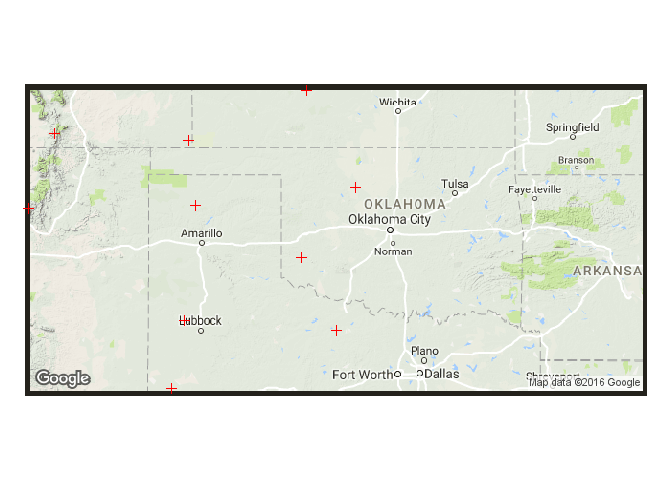 Wichita
Springfield
Branson
Tulsa
Fayetteville
OKLAHOMA
Oklahoma City
Amarillo
Norman
ARKANSA
Lubbock
Plano
Fort Worth
Dallas
Google
Map data ©2016 Google